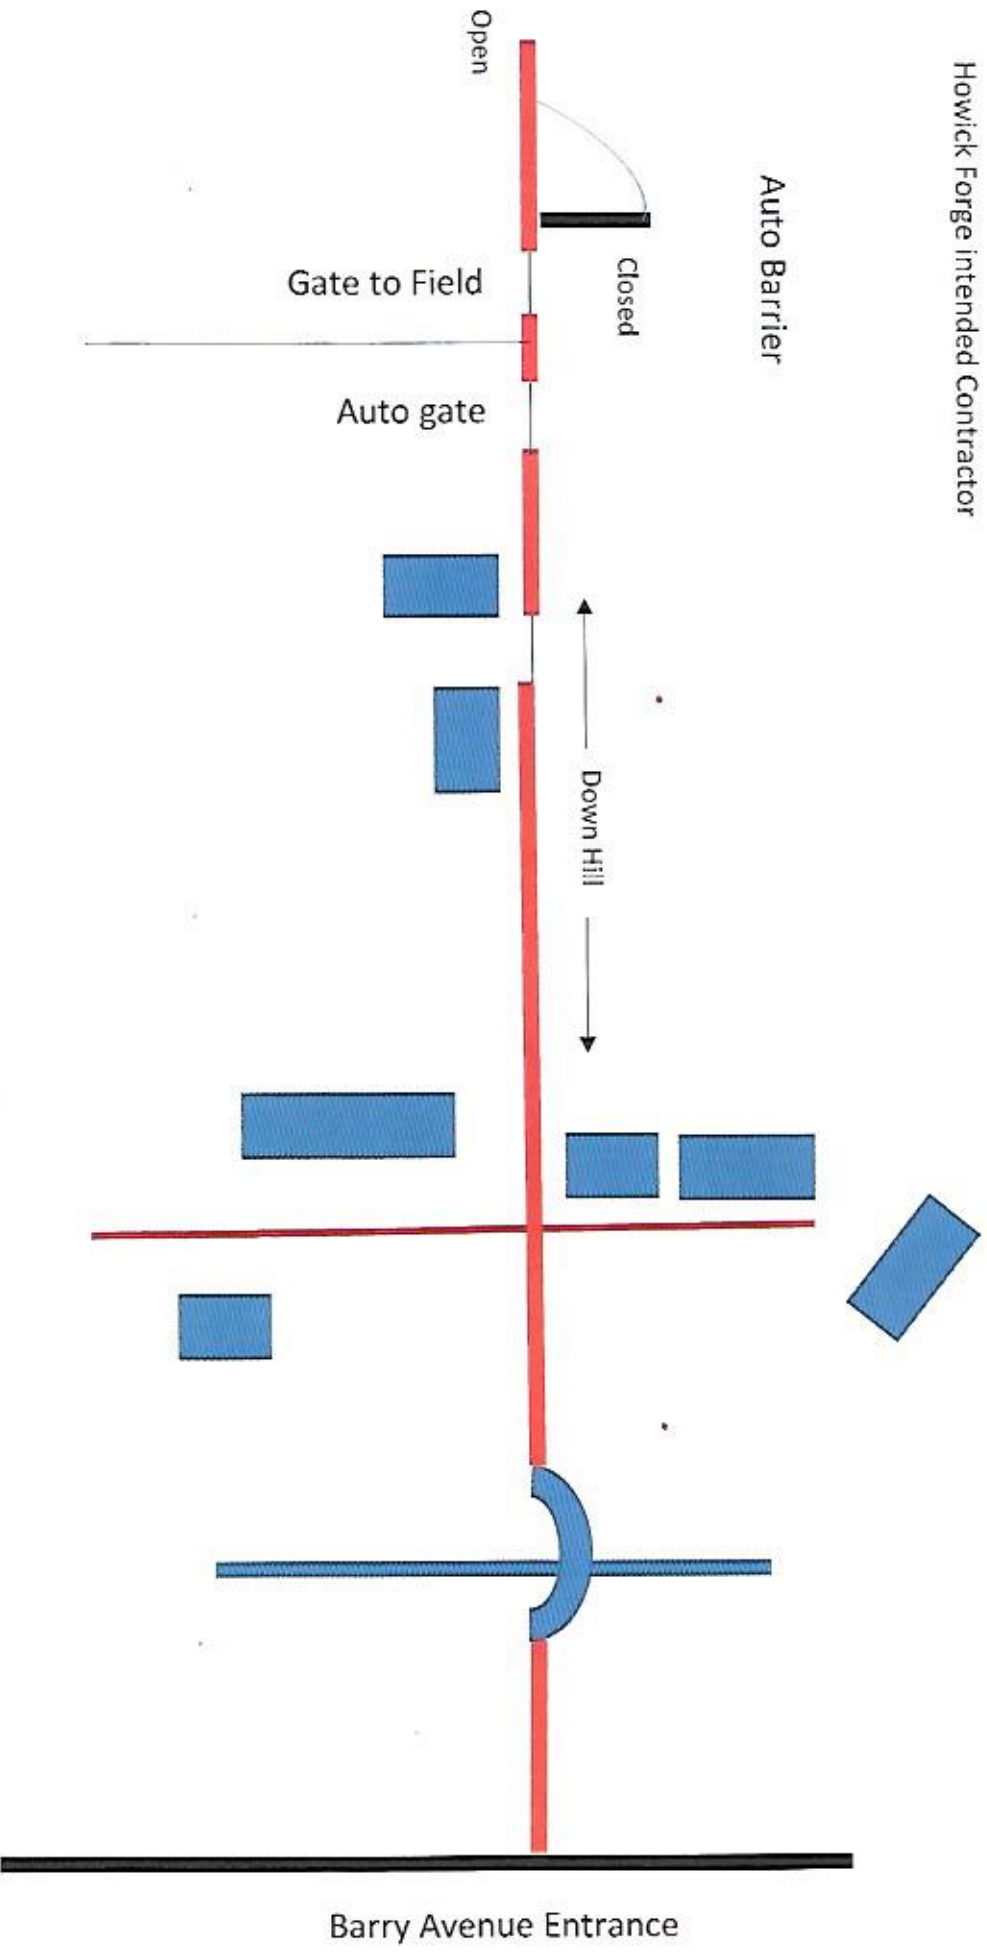 Howick Forge intended Contractor
Auto Barrier
Open
Closed
Gate to Field
Auto gate
Down Hill
Barry Avenue Entrance